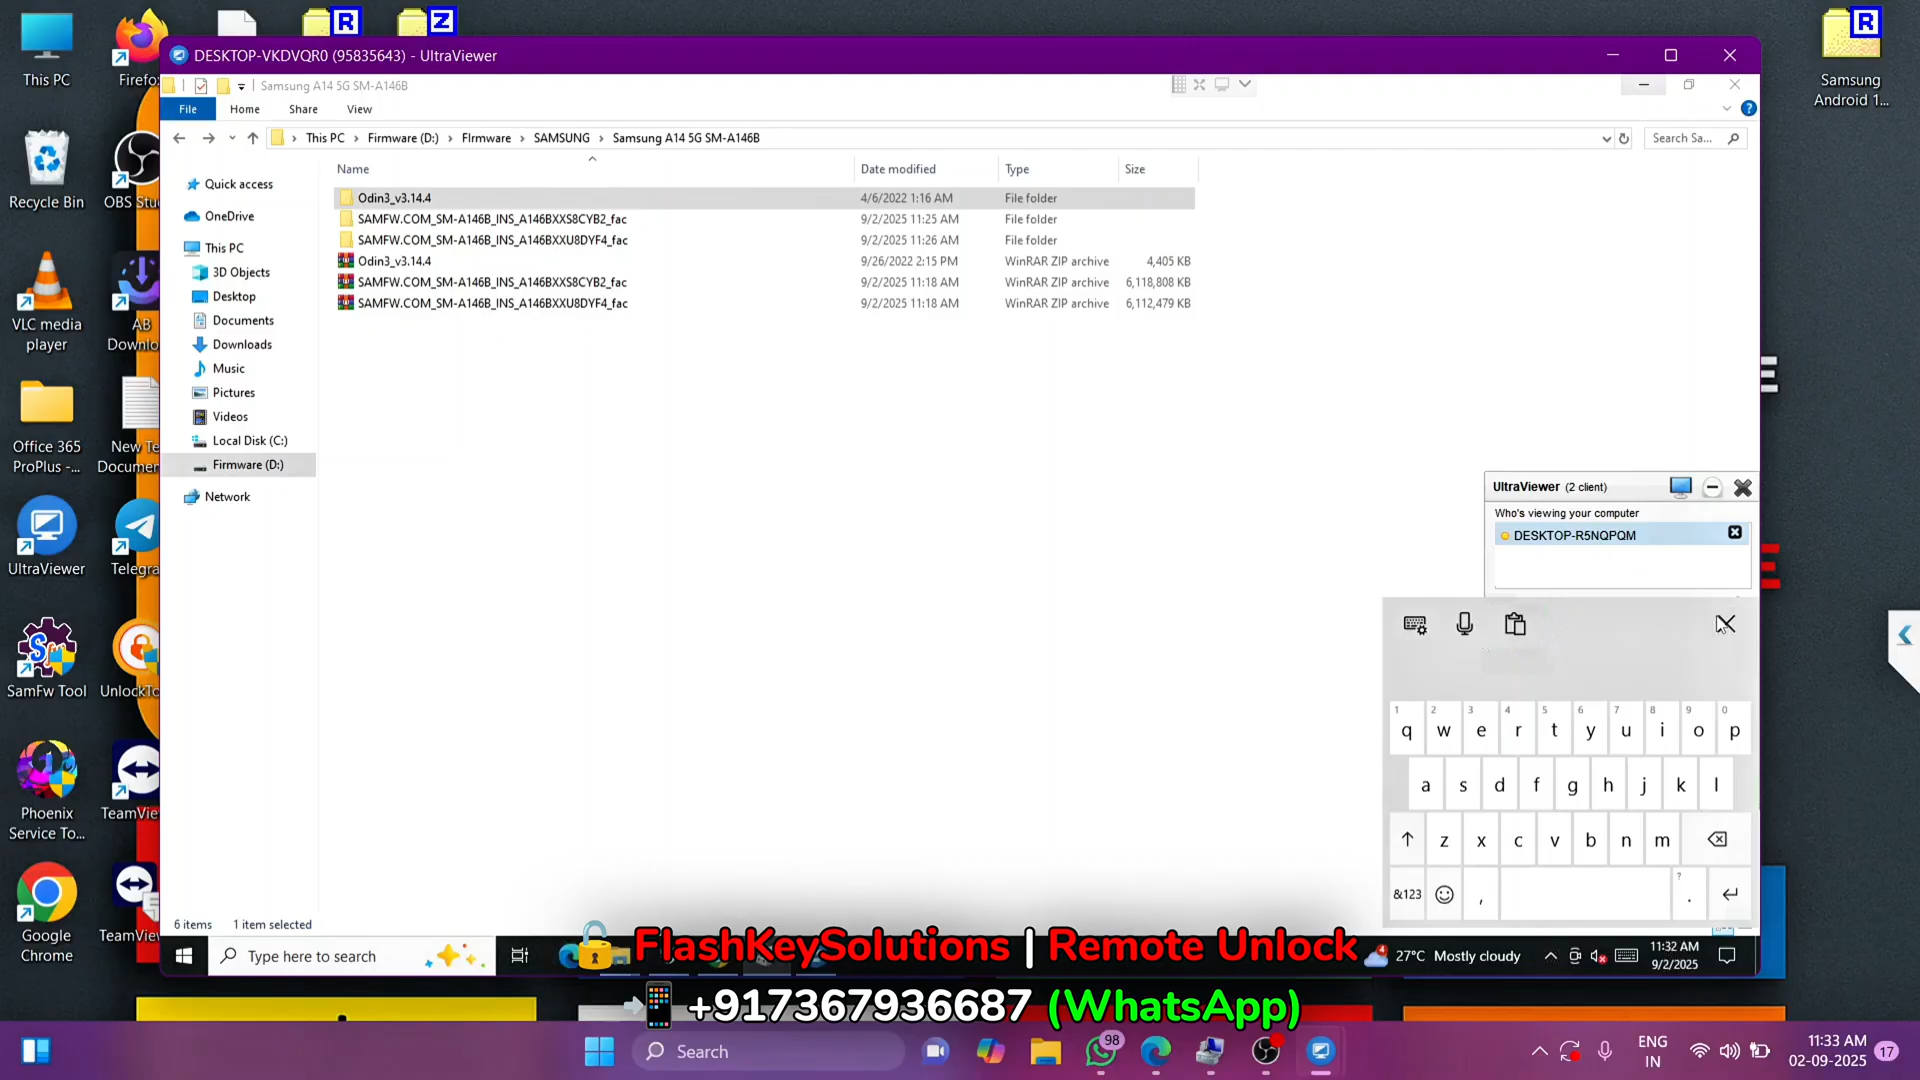 This PC
Firefox
R
Z
R
Samsung
Android 1...
Recycle Bin
OBS Stu
VLC media
player
AB
Downlo
Office 365
ProPlus -...
New Te
Documen
UltraViewer
Telegra
SamFw Tool
UnlockTo
Phoenix
Service To...
TeamVie
Google
Chrome
TeamVie
DESKTOP-VKDVQR0 (95835643) - UltraViewer
Samsung A14 5G SM-A146B
File Home Share View
This PC > Firmware (D:) > FIrmware > SAMSUNG > Samsung A14 5G SM-A146B
Search Sa...
Name Date modified Type Size
Odin3_v3.14.4 4/6/2022 1:16 AM File folder
SAMFW.COM_SM-A146B_INS_A146BXXS8CYB2_fac 9/2/2025 11:25 AM File folder
SAMFW.COM_SM-A146B_INS_A146BXXU8DYF4_fac 9/2/2025 11:26 AM File folder
Odin3_v3.14.4 9/26/2022 2:15 PM WinRAR ZIP archive 4,405 KB
SAMFW.COM_SM-A146B_INS_A146BXXS8CYB2_fac 9/2/2025 11:18 AM WinRAR ZIP archive 6,118,808 KB
SAMFW.COM_SM-A146B_INS_A146BXXU8DYF4_fac 9/2/2025 11:18 AM WinRAR ZIP archive 6,112,479 KB
Quick access
OneDrive
This PC
3D Objects
Desktop
Documents
Downloads
Music
Pictures
Videos
Local Disk (C:)
Firmware (D:)
Network
UltraViewer (2 client)
Who's viewing your computer
DESKTOP-R5NQPQM
1 2 3 4 5 6 7 8 9 0
q w e r t y u i o p
a s d f g h j k l
z x c v b n m
&123 , ? .
6 items 1 item selected
Type here to search
27°C Mostly cloudy
11:32 AM
9/2/2025
FlashKeySolutions | Remote Unlock
+917367936687 (WhatsApp)
Search
98
ENG
IN
11:33 AM
02-09-2025
17